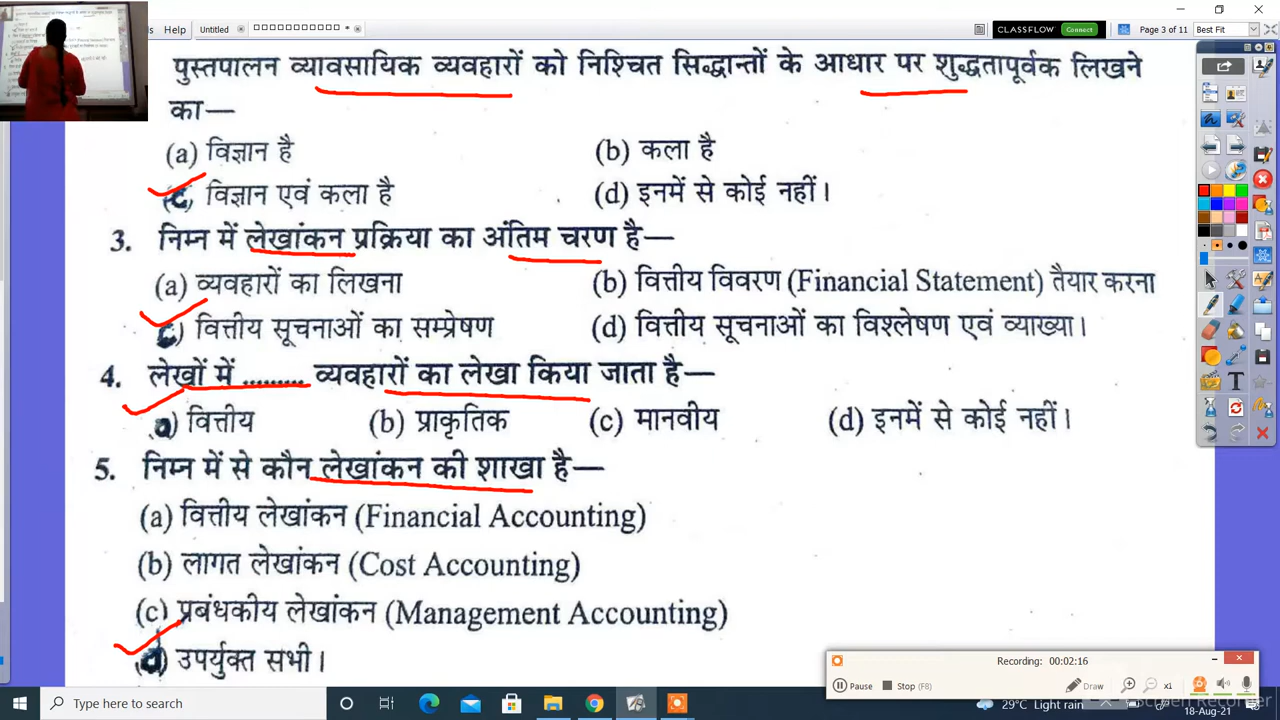 Help
Untitled
CLASSFLOW
Connect
Page 3 of 11
Best Fit
पुस्तपालन व्यावसायिक व्यवहारों को निश्चित सिद्धान्तों के आधार पर शुद्धतापूर्वक लिखने
का—
(a) विज्ञान है (b) कला है
(c) विज्ञान एवं कला है (d) इनमें से कोई नहीं।
3. निम्न में लेखांकन प्रक्रिया का अंतिम चरण है—
(a) व्यवहारों का लिखना (b) वित्तीय विवरण (Financial Statement) तैयार करना
(c) वित्तीय सूचनाओं का सम्प्रेषण (d) वित्तीय सूचनाओं का विश्लेषण एवं व्याख्या।
4. लेखों में ......... व्यवहारों का लेखा किया जाता है—
(a) वित्तीय (b) प्राकृतिक (c) मानवीय (d) इनमें से कोई नहीं।
5. निम्न में से कौन लेखांकन की शाखा है—
(a) वित्तीय लेखांकन (Financial Accounting)
(b) लागत लेखांकन (Cost Accounting)
(c) प्रबंधकीय लेखांकन (Management Accounting)
(d) उपर्युक्त सभी।
Recording: 00:02:16
Pause Stop (F8) Draw x1
Type here to search
29°C Light rain
18-Aug-21